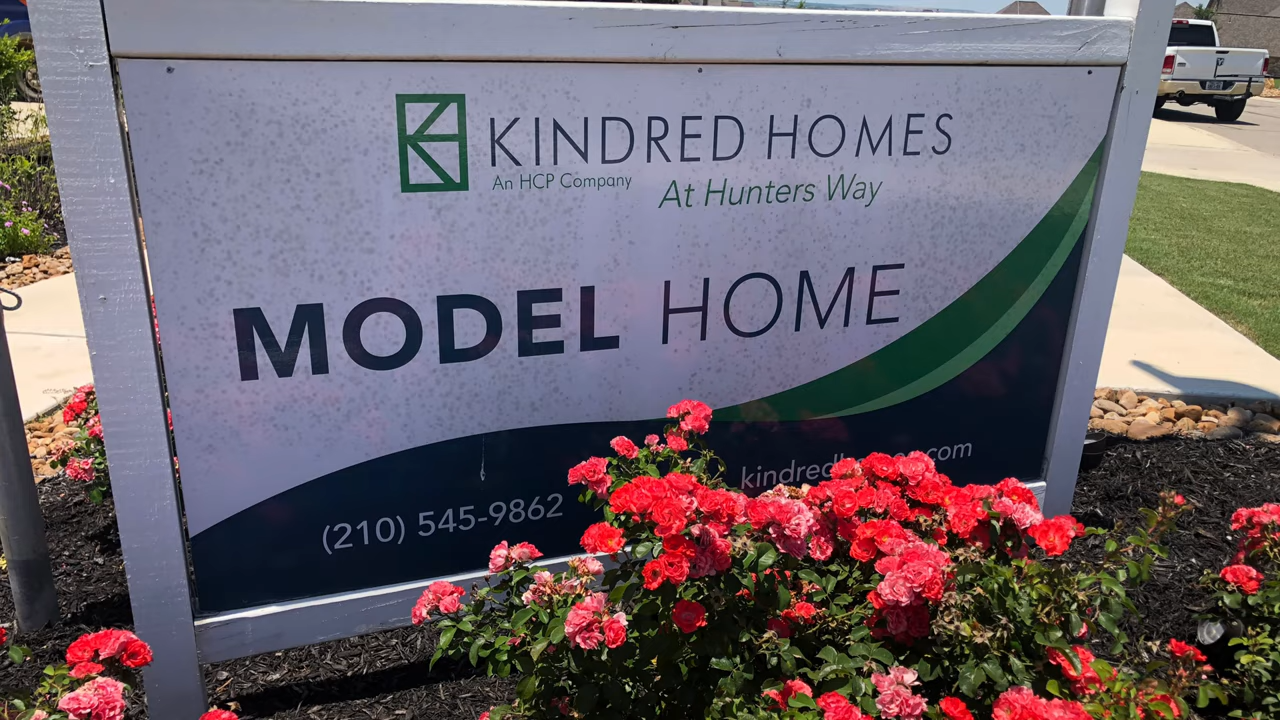 KINDRED HOMES
An HCP Company
At Hunters Way
MODEL HOME
(210) 545-9862